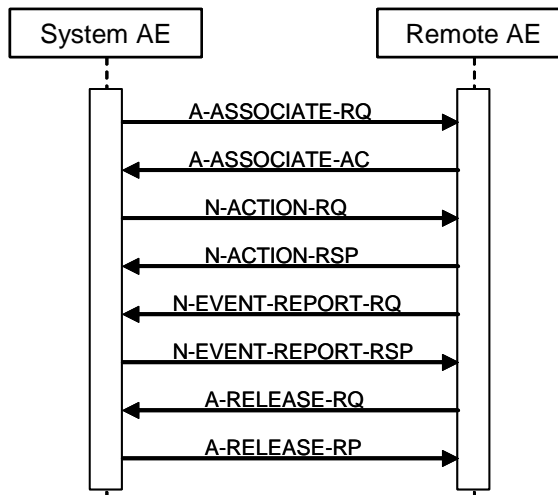 System AE
Remote AE
A-ASSOCIATE-RQ
A-ASSOCIATE-AC
N-ACTION-RQ
N-ACTION-RSP
N-EVENT-REPORT-RQ
N-EVENT-REPORT-RSP
A-RELEASE-RQ
A-RELEASE-RP